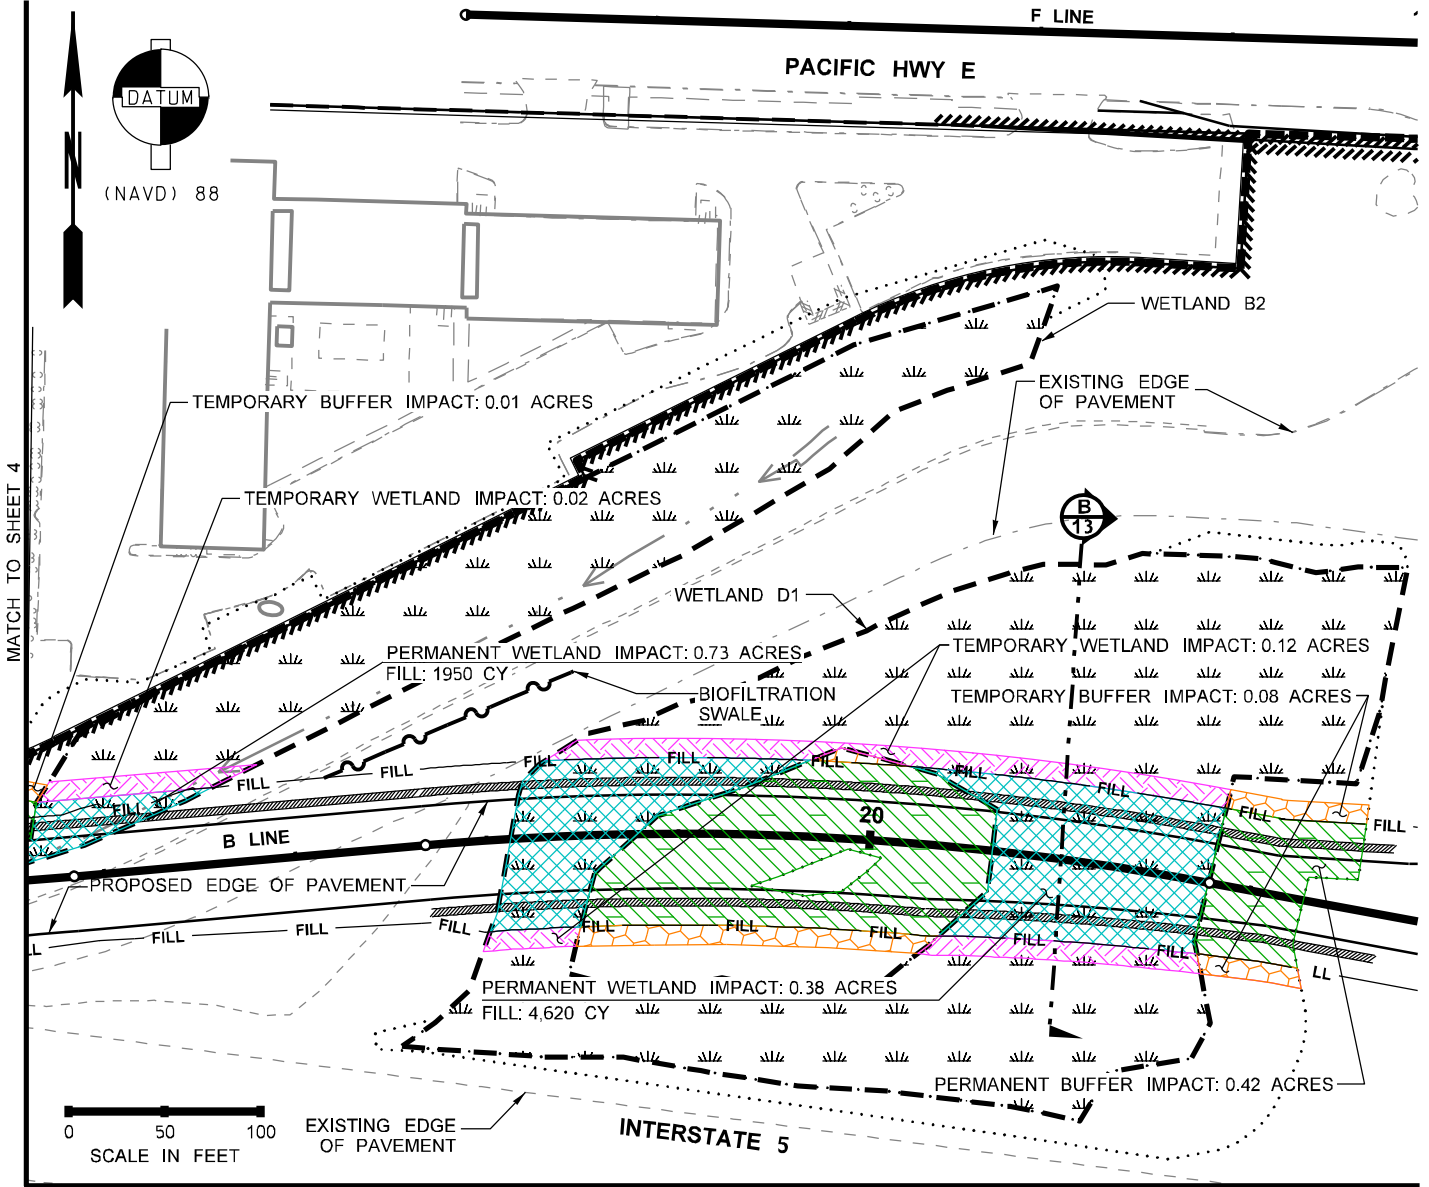 F LINE
PACIFIC HWY E
DATUM
N
(NAVD) 88
WETLAND B2
EXISTING EDGE
OF PAVEMENT
TEMPORARY BUFFER IMPACT: 0.01 ACRES
MATCH TO SHEET 4
TEMPORARY WETLAND IMPACT: 0.02 ACRES
B
13
WETLAND D1
PERMANENT WETLAND IMPACT: 0.73 ACRES
FILL: 1950 CY
TEMPORARY WETLAND IMPACT: 0.12 ACRES
BIOFILTRATION
SWALE
TEMPORARY BUFFER IMPACT: 0.08 ACRES
FILL
FILL
FILL
FILL
FILL
FILL
FILL
FILL
FILL
FILL
FILL
20
B LINE
PROPOSED EDGE OF PAVEMENT
LL
FILL
FILL
FILL
FILL
FILL
FILL
FILL
FILL
FILL
LL
PERMANENT WETLAND IMPACT: 0.38 ACRES
FILL: 4,620 CY
PERMANENT BUFFER IMPACT: 0.42 ACRES
0 50 100
SCALE IN FEET
EXISTING EDGE
OF PAVEMENT
INTERSTATE 5